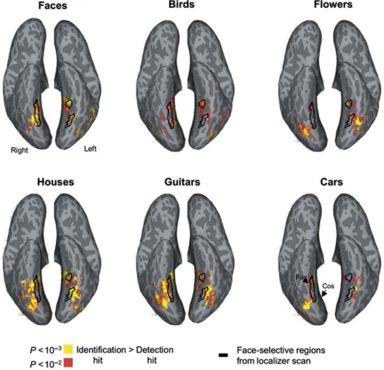 Faces
Birds
Flowers
Right
Left
Houses
Guitars
Cars
Fus
Cos
P < 10⁻³ Identification > Detection
P < 10⁻² hit hit
Face-selective regions
from localizer scan